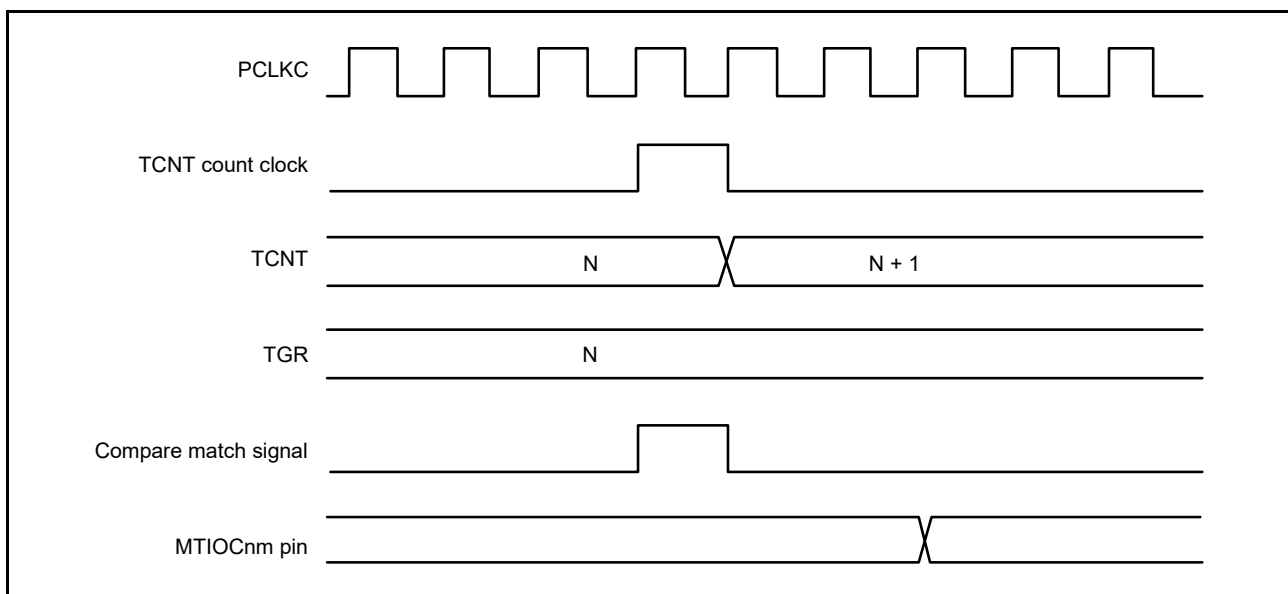 PCLKC
TCNT count clock
TCNT
N
N + 1
TGR
N
Compare match signal
MTIOCnm pin